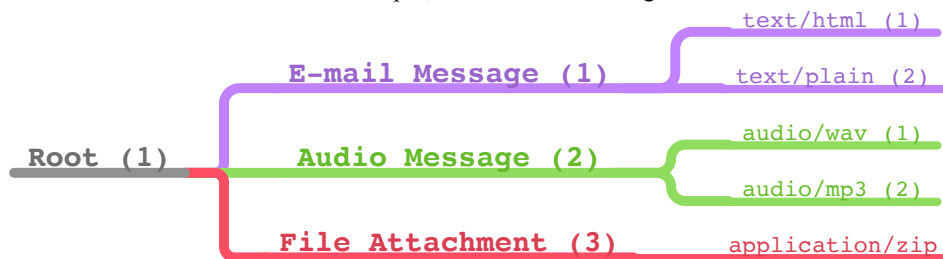 text/html (1)
E-mail Message (1)
text/plain (2)
audio/wav (1)
Root (1)
Audio Message (2)
audio/mp3 (2)
File Attachment (3)
application/zip